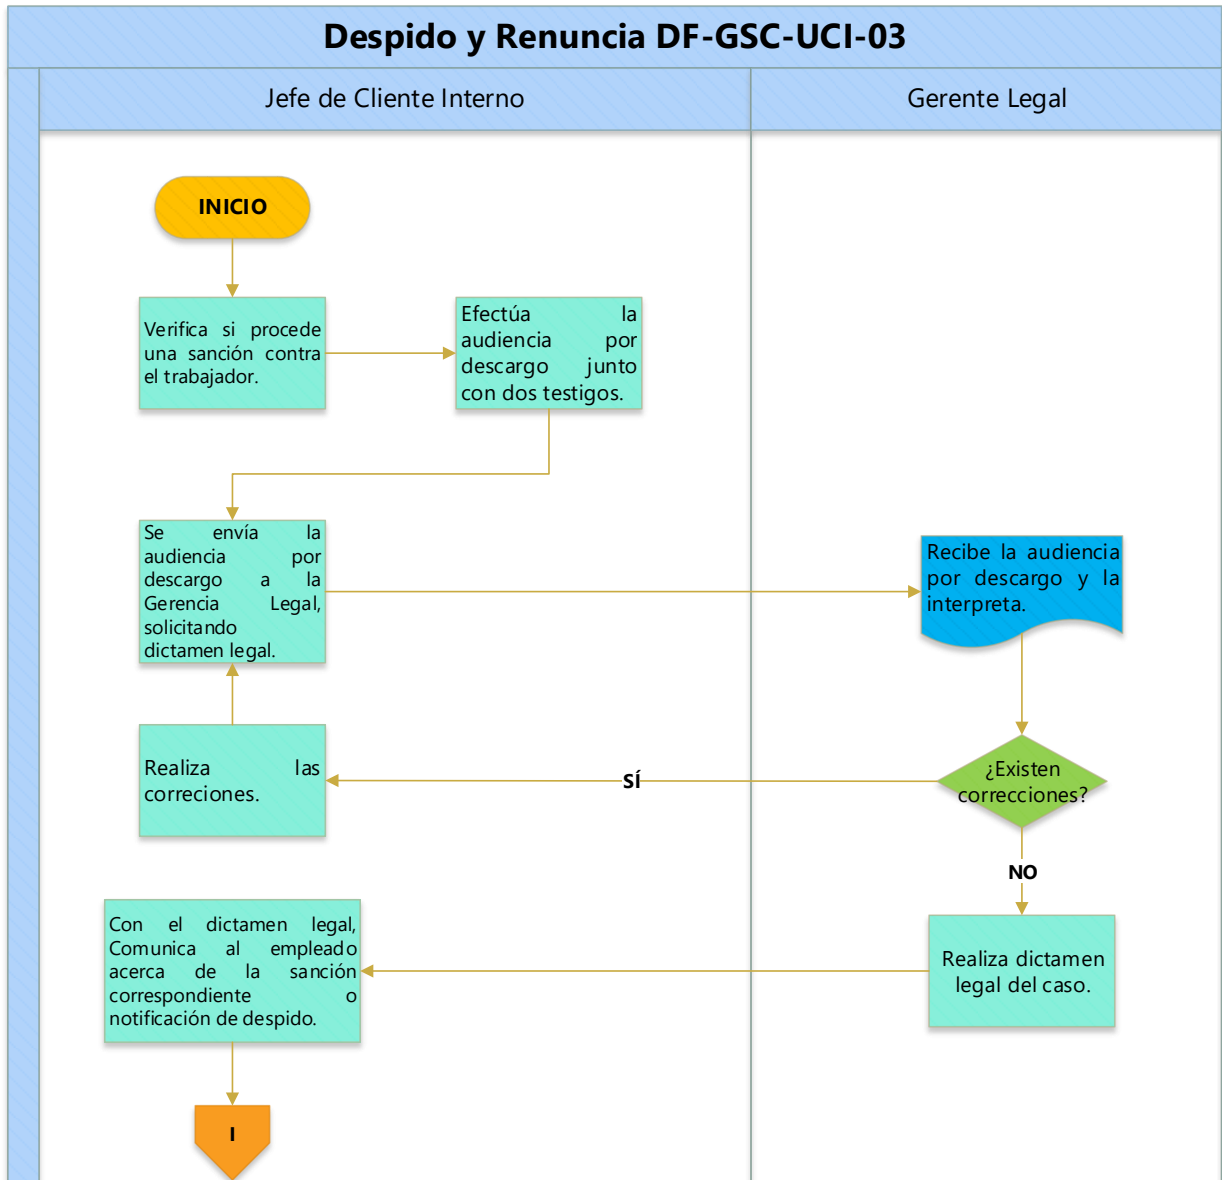 Despido y Renuncia DF-GSC-UCI-03
Jefe de Cliente Interno
Gerente Legal
INICIO
Verifica si procede
una sanción contra
el trabajador.
Efectúa la
audiencia por
descargo junto
con dos testigos.
Se envía la
audiencia por
descargo a la
Gerencia Legal,
solicitando
dictamen legal.
Recibe la audiencia
por descargo y la
interpreta.
¿Existen
correcciones?
SÍ
Realiza las
correciones.
NO
Realiza dictamen
legal del caso.
Con el dictamen legal,
Comunica al empleado
acerca de la sanción
correspondiente o
notificación de despido.
I